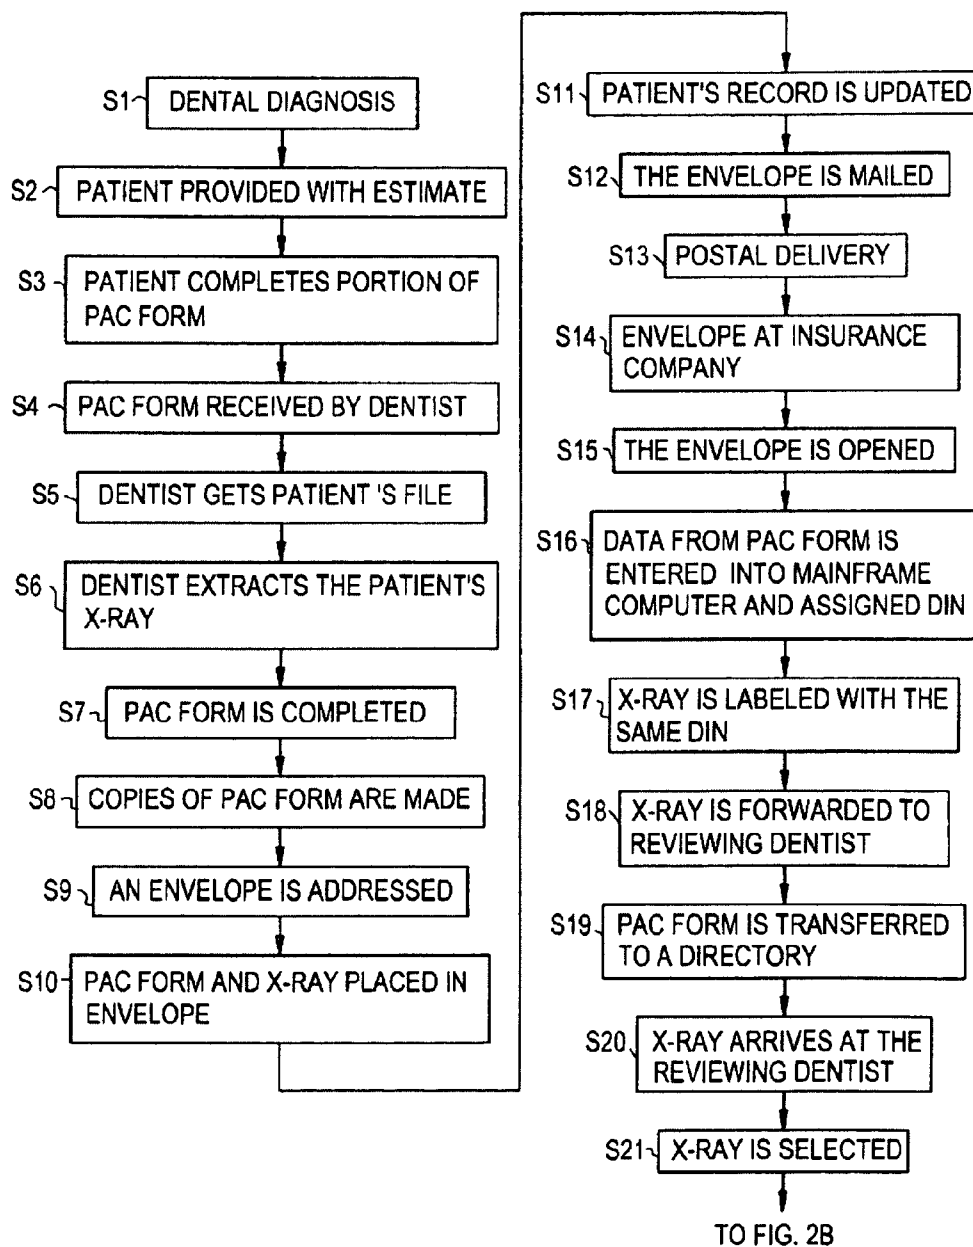 S1 DENTAL DIAGNOSIS
S2 PATIENT PROVIDED WITH ESTIMATE
S3 PATIENT COMPLETES PORTION OF
PAC FORM
S4 PAC FORM RECEIVED BY DENTIST
S5 DENTIST GETS PATIENT 'S FILE
S6 DENTIST EXTRACTS THE PATIENT'S
X-RAY
S7 PAC FORM IS COMPLETED
S8 COPIES OF PAC FORM ARE MADE
S9 AN ENVELOPE IS ADDRESSED
S10 PAC FORM AND X-RAY PLACED IN
ENVELOPE
S11 PATIENT'S RECORD IS UPDATED
S12 THE ENVELOPE IS MAILED
S13 POSTAL DELIVERY
S14 ENVELOPE AT INSURANCE
COMPANY
S15 THE ENVELOPE IS OPENED
S16 DATA FROM PAC FORM IS
ENTERED INTO MAINFRAME
COMPUTER AND ASSIGNED DIN
S17 X-RAY IS LABELED WITH THE
SAME DIN
S18 X-RAY IS FORWARDED TO
REVIEWING DENTIST
S19 PAC FORM IS TRANSFERRED
TO A DIRECTORY
S20 X-RAY ARRIVES AT THE
REVIEWING DENTIST
S21 X-RAY IS SELECTED
TO FIG. 2B